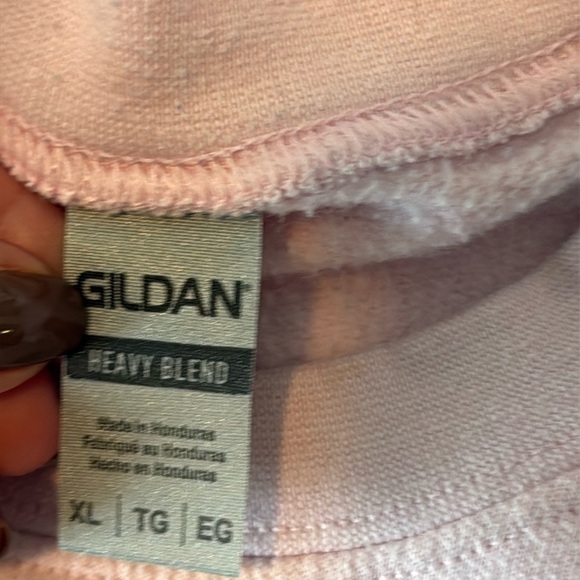 GILDAN®
HEAVY BLEND
Made in Honduras
Fabriqué au Honduras
Hecho en Honduras
XL | TG | EG